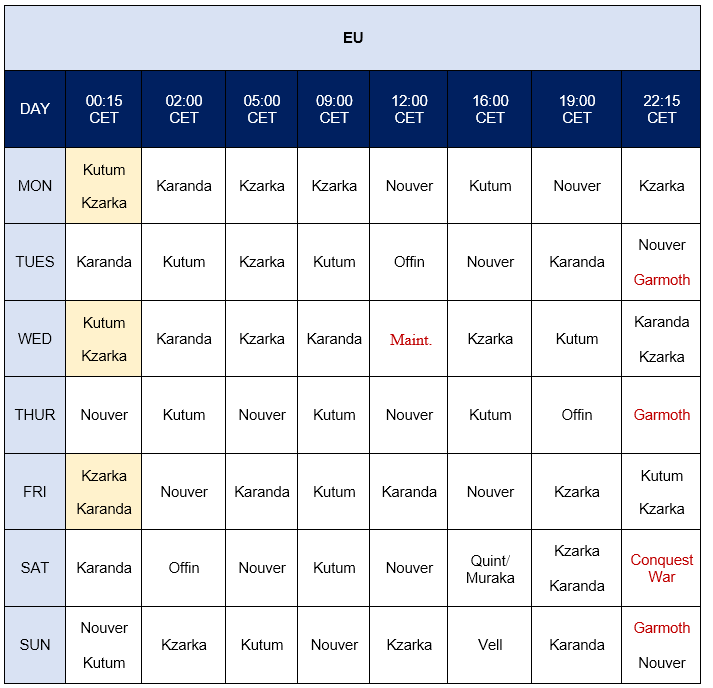 EU
DAY 00:15 CET 02:00 CET 05:00 CET 09:00 CET 12:00 CET 16:00 CET 19:00 CET 22:15 CET
MON Kutum Kzarka Karanda Kzarka Kzarka Nouver Kutum Nouver Kzarka
TUES Karanda Kutum Kzarka Kutum Offin Nouver Karanda Nouver Garmoth
WED Kutum Kzarka Karanda Kzarka Karanda Maint. Kzarka Kutum Karanda Kzarka
THUR Nouver Kutum Nouver Kutum Nouver Kutum Offin Garmoth
FRI Kzarka Karanda Nouver Karanda Kutum Karanda Nouver Kzarka Kutum Kzarka
SAT Karanda Offin Nouver Kutum Nouver Quint/ Muraka Kzarka Karanda Conquest War
SUN Nouver Kutum Kzarka Kutum Nouver Kzarka Vell Karanda Garmoth Nouver